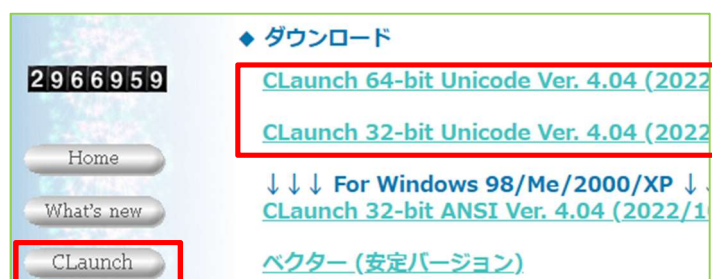 2966959
Home
What's new
CLaunch
◆ ダウンロード
CLaunch 64-bit Unicode Ver. 4.04 (2022
CLaunch 32-bit Unicode Ver. 4.04 (2022
↓↓↓ For Windows 98/Me/2000/XP ↓
CLaunch 32-bit ANSI Ver. 4.04 (2022/1
ベクター (安定バージョン)